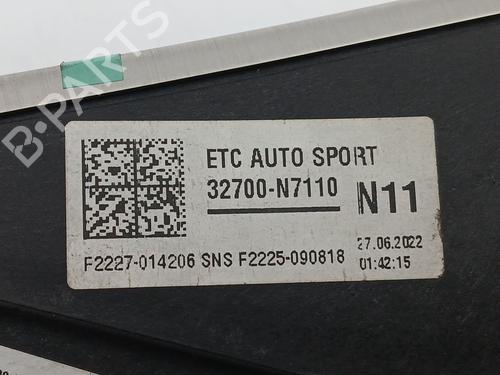 B-PARTS
ETC AUTO SPORT
32700-N7110
N11
F2227-014206 SNS F2225-090818
27.06.2022
01:42:15